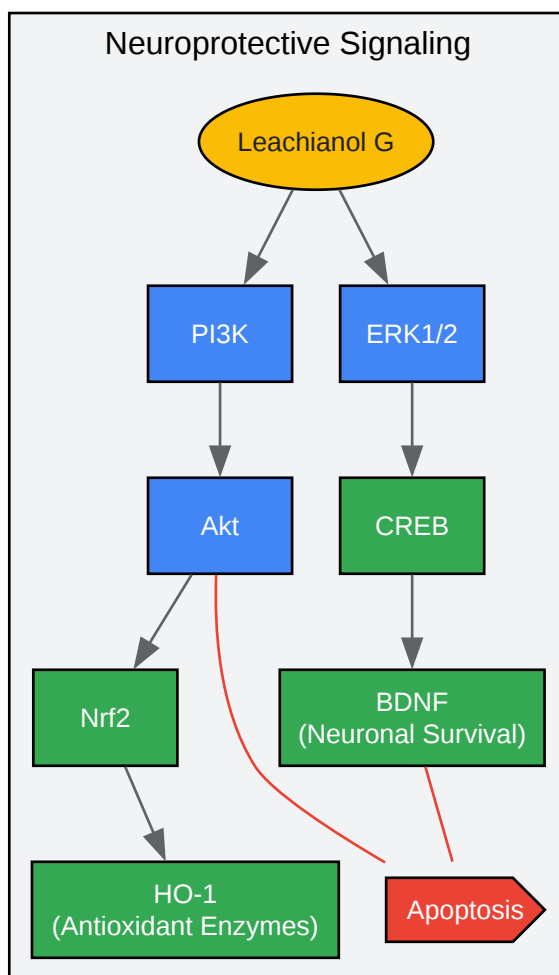 Neuroprotective Signaling
Leachianol G
PI3K
ERK1/2
Akt
CREB
Nrf2
BDNF
(Neuronal Survival)
HO-1
(Antioxidant Enzymes)
Apoptosis